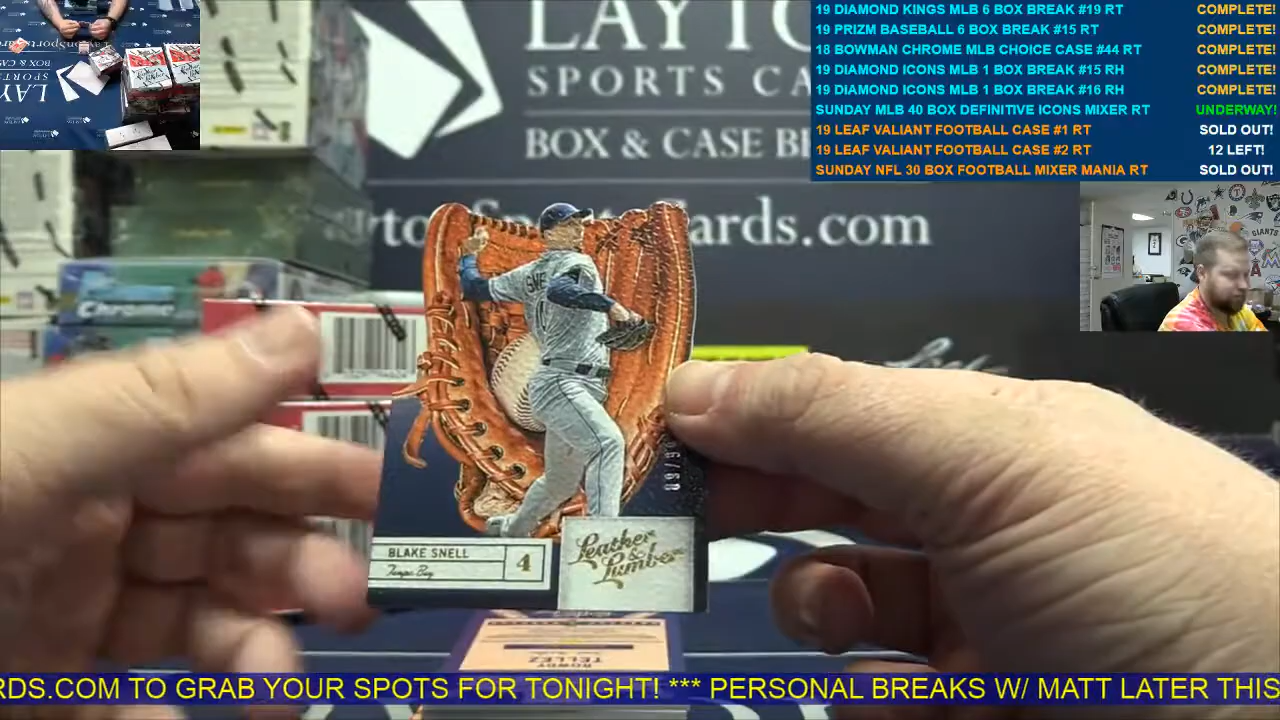 19 DIAMOND KINGS MLB 6 BOX BREAK #19 RT COMPLETE!
19 PRIZM BASEBALL 6 BOX BREAK #15 RT COMPLETE!
18 BOWMAN CHROME MLB CHOICE CASE #44 RT COMPLETE!
19 DIAMOND ICONS MLB 1 BOX BREAK #15 RH COMPLETE!
19 DIAMOND ICONS MLB 1 BOX BREAK #16 RH COMPLETE!
SUNDAY MLB 40 BOX DEFINITIVE ICONS MIXER RT UNDERWAY!
19 LEAF VALIANT FOOTBALL CASE #1 RT SOLD OUT!
19 LEAF VALIANT FOOTBALL CASE #2 RT 12 LEFT!
SUNDAY NFL 30 BOX FOOTBALL MIXER MANIA RT SOLD OUT!
LAYTO
SPORTS CA
BOX & CASE B
rds.com
Chrome
GIANTS
BLAKE SNELL 4
Tampa Bay
Leather & Lumber
ROWDY
TELLEZ
RDS.COM TO GRAB YOUR SPOTS FOR TONIGHT! *** PERSONAL BREAKS W/ MATT LATER THIS